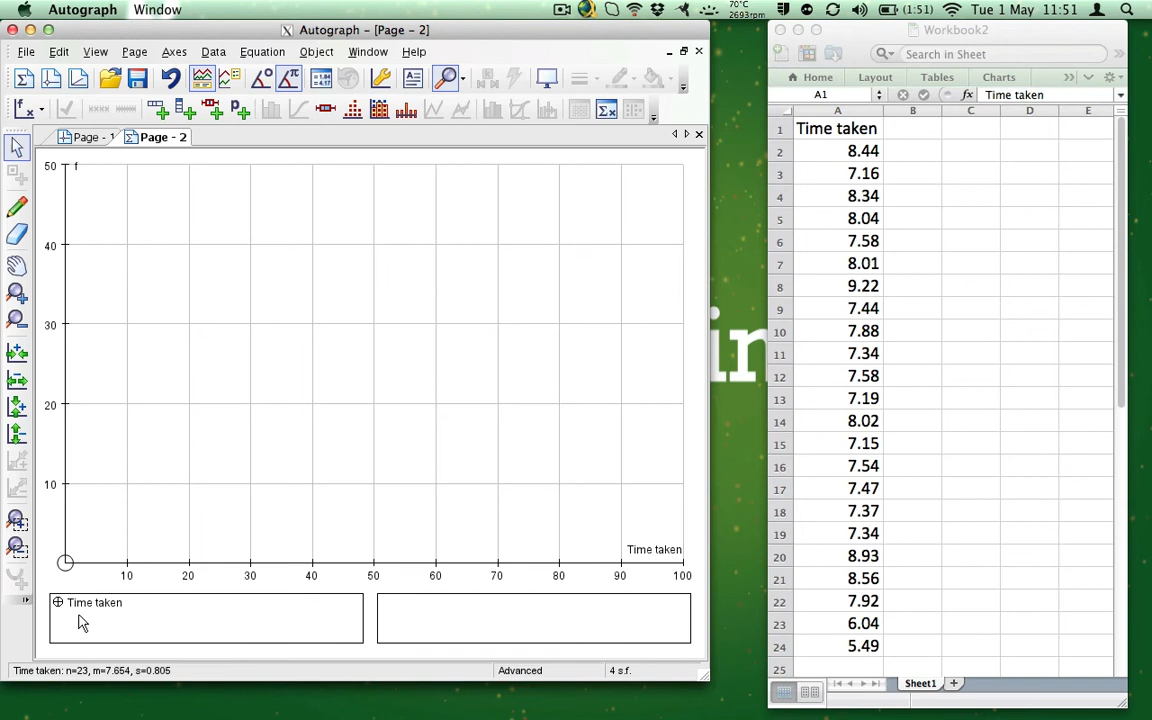 Autograph Window
70°C
2693rpm
(1:51)
Tue 1 May 11:51
Autograph - [Page - 2]
File Edit View Page Axes Data Equation Object Window Help
Page - 1
Page - 2
50 f
40
30
20
10
Time taken
10 20 30 40 50 60 70 80 90 100
Time taken
Time taken: n=23, m=7.654, s=0.805
Advanced
4 s.f.
in
Workbook2
Search in Sheet
Home Layout Tables Charts
A1
fx
Time taken
A B C D E
1 Time taken
2 8.44
3 7.16
4 8.34
5 8.04
6 7.58
7 8.01
8 9.22
9 7.44
10 7.88
11 7.34
12 7.58
13 7.19
14 8.02
15 7.15
16 7.54
17 7.47
18 7.37
19 7.34
20 8.93
21 8.56
22 7.92
23 6.04
24 5.49
25
Sheet1